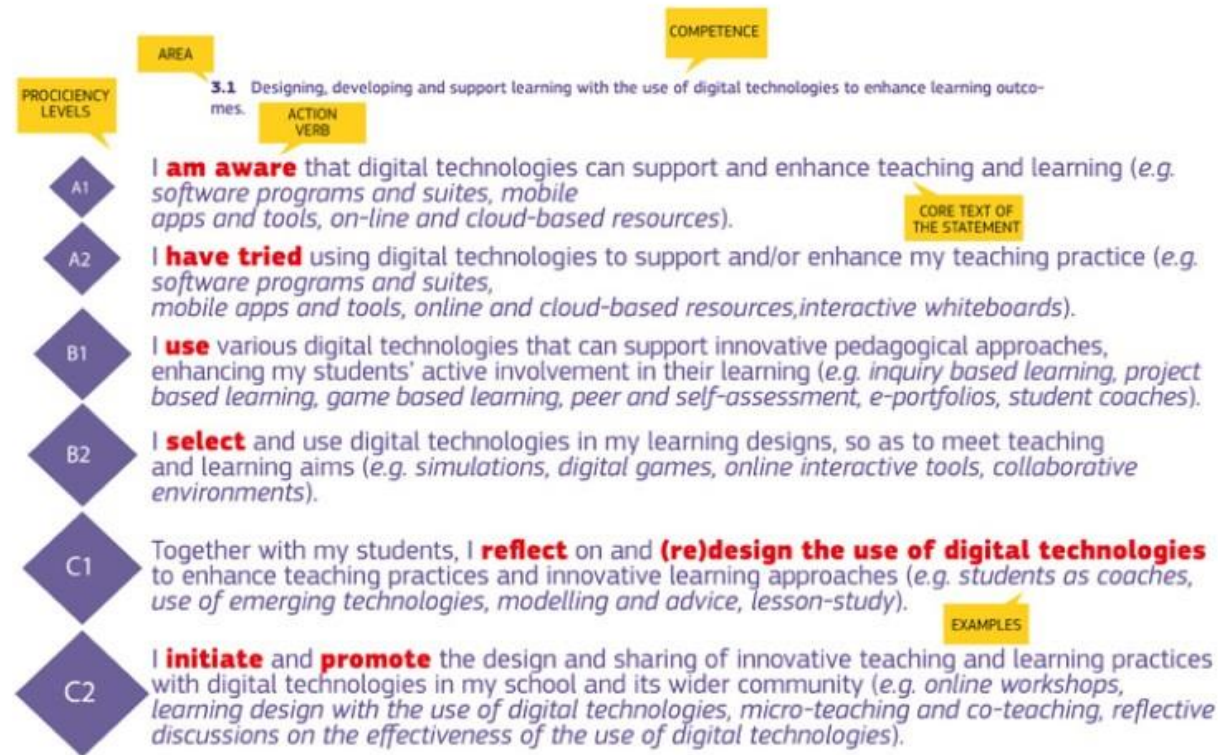 COMPETENCE
AREA
PROCICIENCY
LEVELS
3.1 Designing, developing and support learning with the use of digital technologies to enhance learning outco-
mes.
ACTION
VERB
A1
I am aware that digital technologies can support and enhance teaching and learning (e.g.
software programs and suites, mobile
apps and tools, on-line and cloud-based resources).
CORE TEXT OF
THE STATEMENT
A2
I have tried using digital technologies to support and/or enhance my teaching practice (e.g.
software programs and suites,
mobile apps and tools, online and cloud-based resources,interactive whiteboards).
B1
I use various digital technologies that can support innovative pedagogical approaches,
enhancing my students' active involvement in their learning (e.g. inquiry based learning, project
based learning, game based learning, peer and self-assessment, e-portfolios, student coaches).
B2
I select and use digital technologies in my learning designs, so as to meet teaching
and learning aims (e.g. simulations, digital games, online interactive tools, collaborative
environments).
C1
Together with my students, I reflect on and (re)design the use of digital technologies
to enhance teaching practices and innovative learning approaches (e.g. students as coaches,
use of emerging technologies, modelling and advice, lesson-study).
EXAMPLES
C2
I initiate and promote the design and sharing of innovative teaching and learning practices
with digital technologies in my school and its wider community (e.g. online workshops,
learning design with the use of digital technologies, micro-teaching and co-teaching, reflective
discussions on the effectiveness of the use of digital technologies).